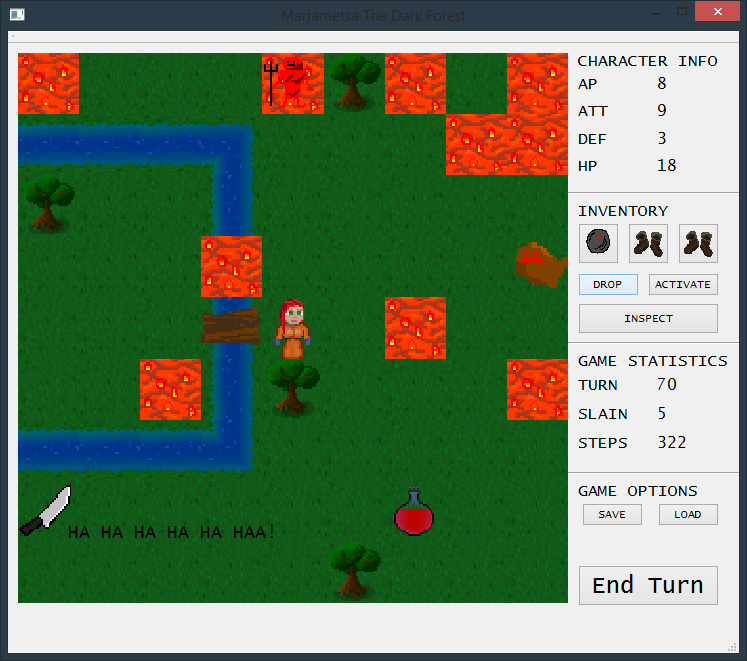 Marjametsa The Dark Forest
CHARACTER INFO
AP 8
ATT 9
DEF 3
HP 18
INVENTORY
DROP ACTIVATE
INSPECT
GAME STATISTICS
TURN 70
SLAIN 5
STEPS 322
GAME OPTIONS
SAVE LOAD
End Turn
HA HA HA HA HA HAA!